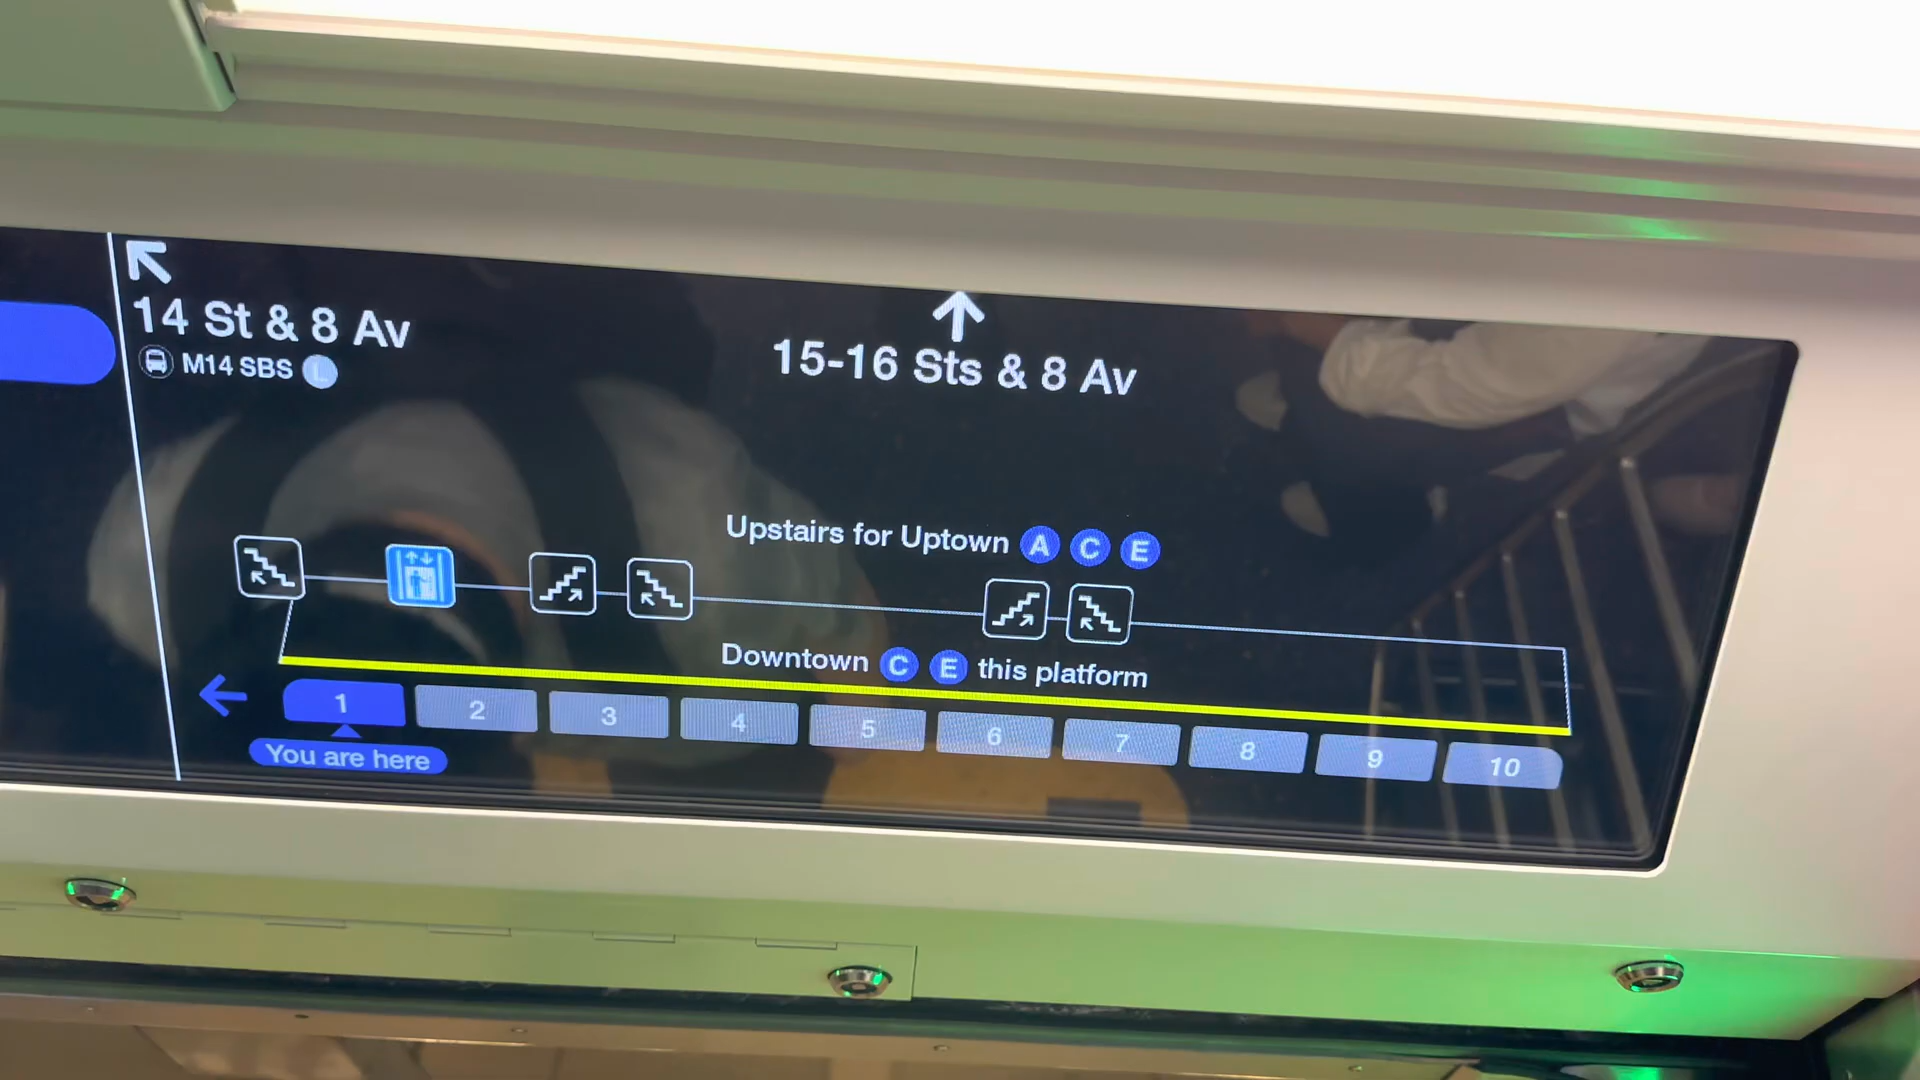 14 St & 8 Av
M14 SBS L
15-16 Sts & 8 Av
Upstairs for Uptown A C E
Downtown C E this platform
1 2 3 4 5 6 7 8 9 10
You are here